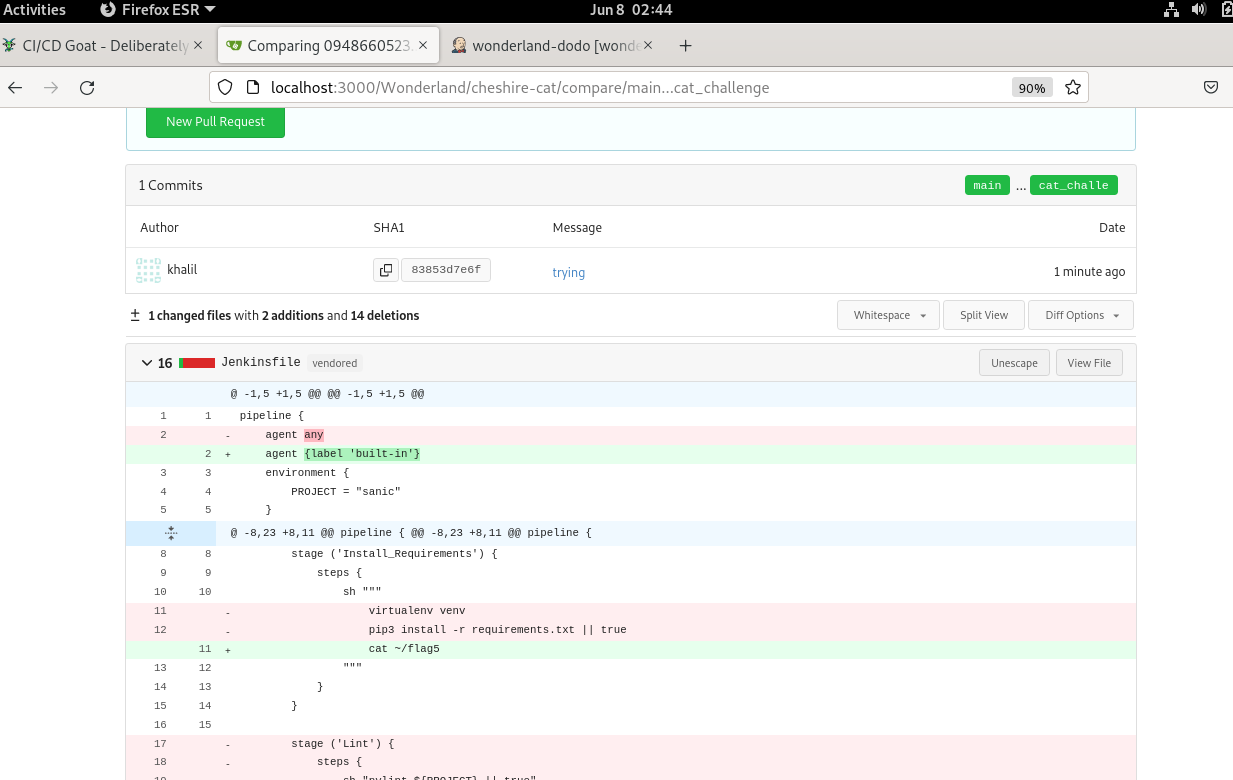 Activities Firefox ESR Jun 8 02:44
CI/CD Goat - Deliberately × Comparing 0948660523. × wonderland-dodo [wonde ×
localhost:3000/Wonderland/cheshire-cat/compare/main...cat_challenge 90%
New Pull Request
1 Commits main ... cat_challe
Author SHA1 Message Date
khalil 83853d7e6f trying 1 minute ago
1 changed files with 2 additions and 14 deletions Whitespace Split View Diff Options
16 Jenkinsfile vendored Unescape View File
@ -1,5 +1,5 @@ @@ -1,5 +1,5 @@
1 1 pipeline {
2 - agent any
2 + agent {label 'built-in'}
3 3 environment {
4 4 PROJECT = "sanic"
5 5 }
@ -8,23 +8,11 @@ pipeline { @@ -8,23 +8,11 @@ pipeline {
8 8 stage ('Install_Requirements') {
9 9 steps {
10 10 sh """
11 - virtualenv venv
12 - pip3 install -r requirements.txt || true
11 + cat ~/flag5
13 12 """
14 13 }
15 14 }
16 15
17 - stage ('Lint') {
18 - steps {
19 sh "pylint ${PROJECT} || true"